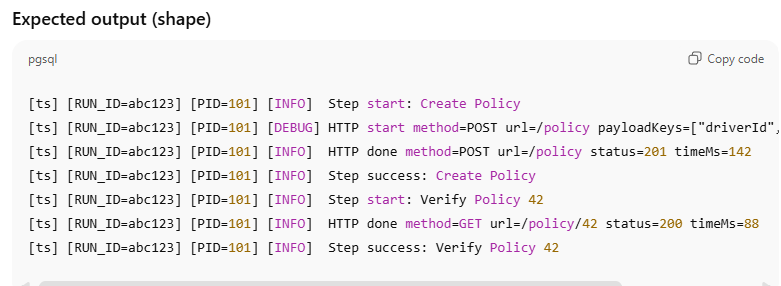 Expected output (shape)
pgsql
Copy code
[ts] [RUN_ID=abc123] [PID=101] [INFO]  Step start: Create Policy
[ts] [RUN_ID=abc123] [PID=101] [DEBUG] HTTP start method=POST url=/policy payloadKeys=["driverId",
[ts] [RUN_ID=abc123] [PID=101] [INFO]  HTTP done method=POST url=/policy status=201 timeMs=142
[ts] [RUN_ID=abc123] [PID=101] [INFO]  Step success: Create Policy
[ts] [RUN_ID=abc123] [PID=101] [INFO]  Step start: Verify Policy 42
[ts] [RUN_ID=abc123] [PID=101] [INFO]  HTTP done method=GET url=/policy/42 status=200 timeMs=88
[ts] [RUN_ID=abc123] [PID=101] [INFO]  Step success: Verify Policy 42